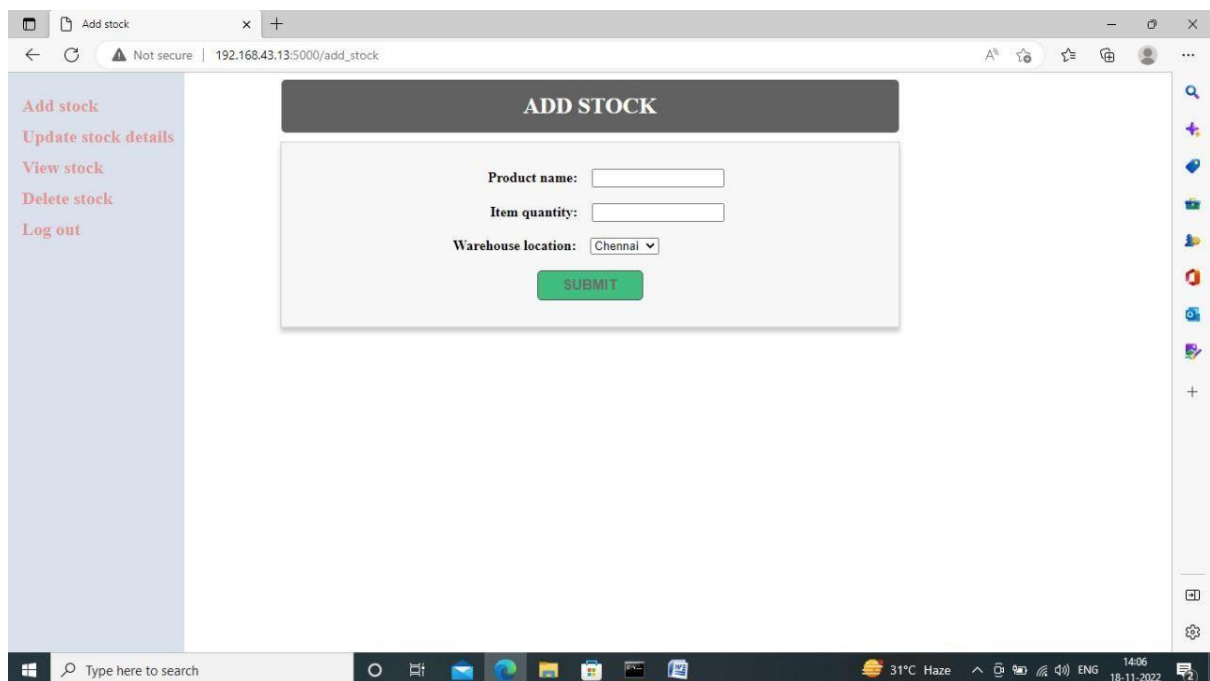 Add stock
Not secure | 192.168.43.13:5000/add_stock
Add stock
Update stock details
View stock
Delete stock
Log out
ADD STOCK
Product name:
Item quantity:
Warehouse location: Chennai
SUBMIT
Type here to search
31°C Haze
ENG
14:06
18-11-2022
2